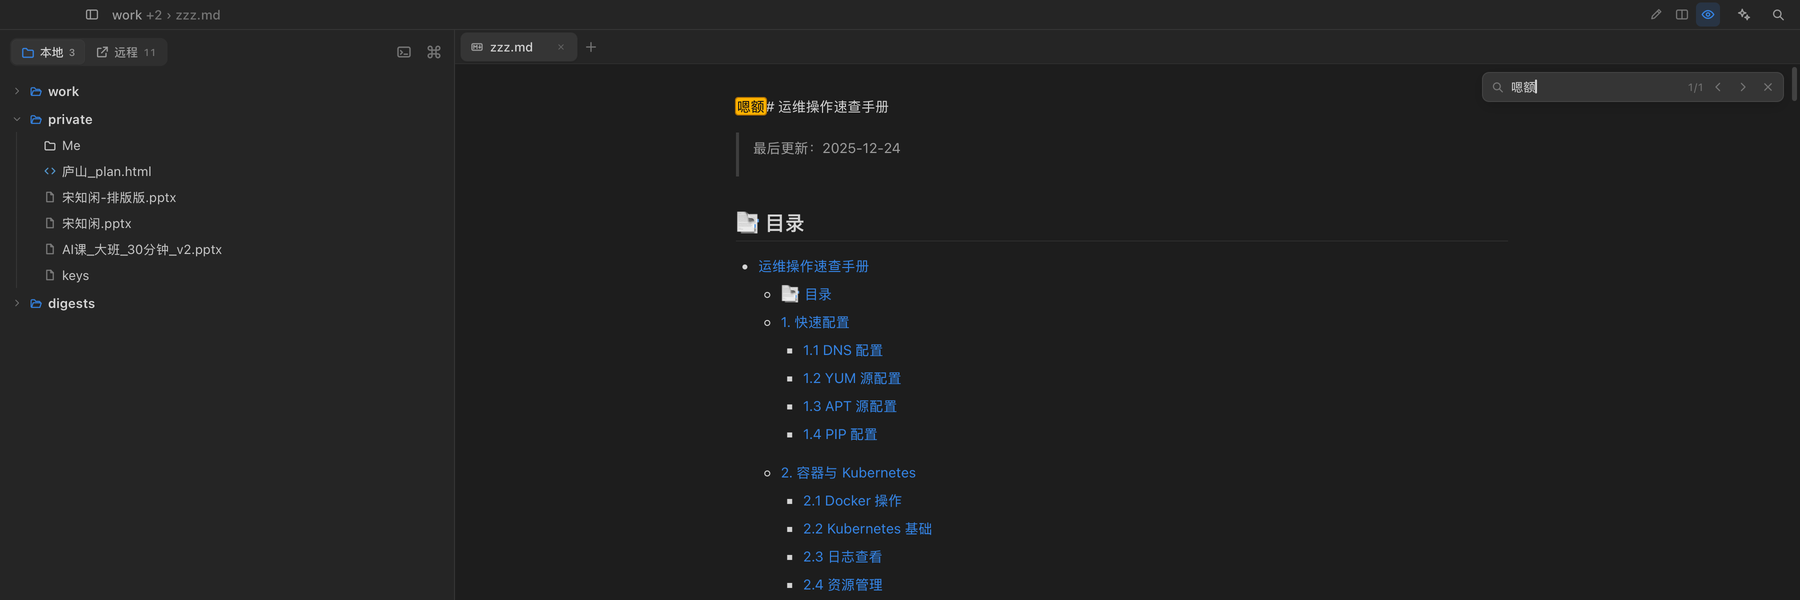 work +2 › zzz.md
本地 3 远程 11
work
private
Me
庐山_plan.html
宋知闲-排版版.pptx
宋知闲.pptx
AI课_大班_30分钟_v2.pptx
keys
digests
zzz.md
嗯额 1/1
嗯额# 运维操作速查手册
最后更新：2025-12-24
目录
运维操作速查手册
目录
1. 快速配置
1.1 DNS 配置
1.2 YUM 源配置
1.3 APT 源配置
1.4 PIP 配置
2. 容器与 Kubernetes
2.1 Docker 操作
2.2 Kubernetes 基础
2.3 日志查看
2.4 资源管理